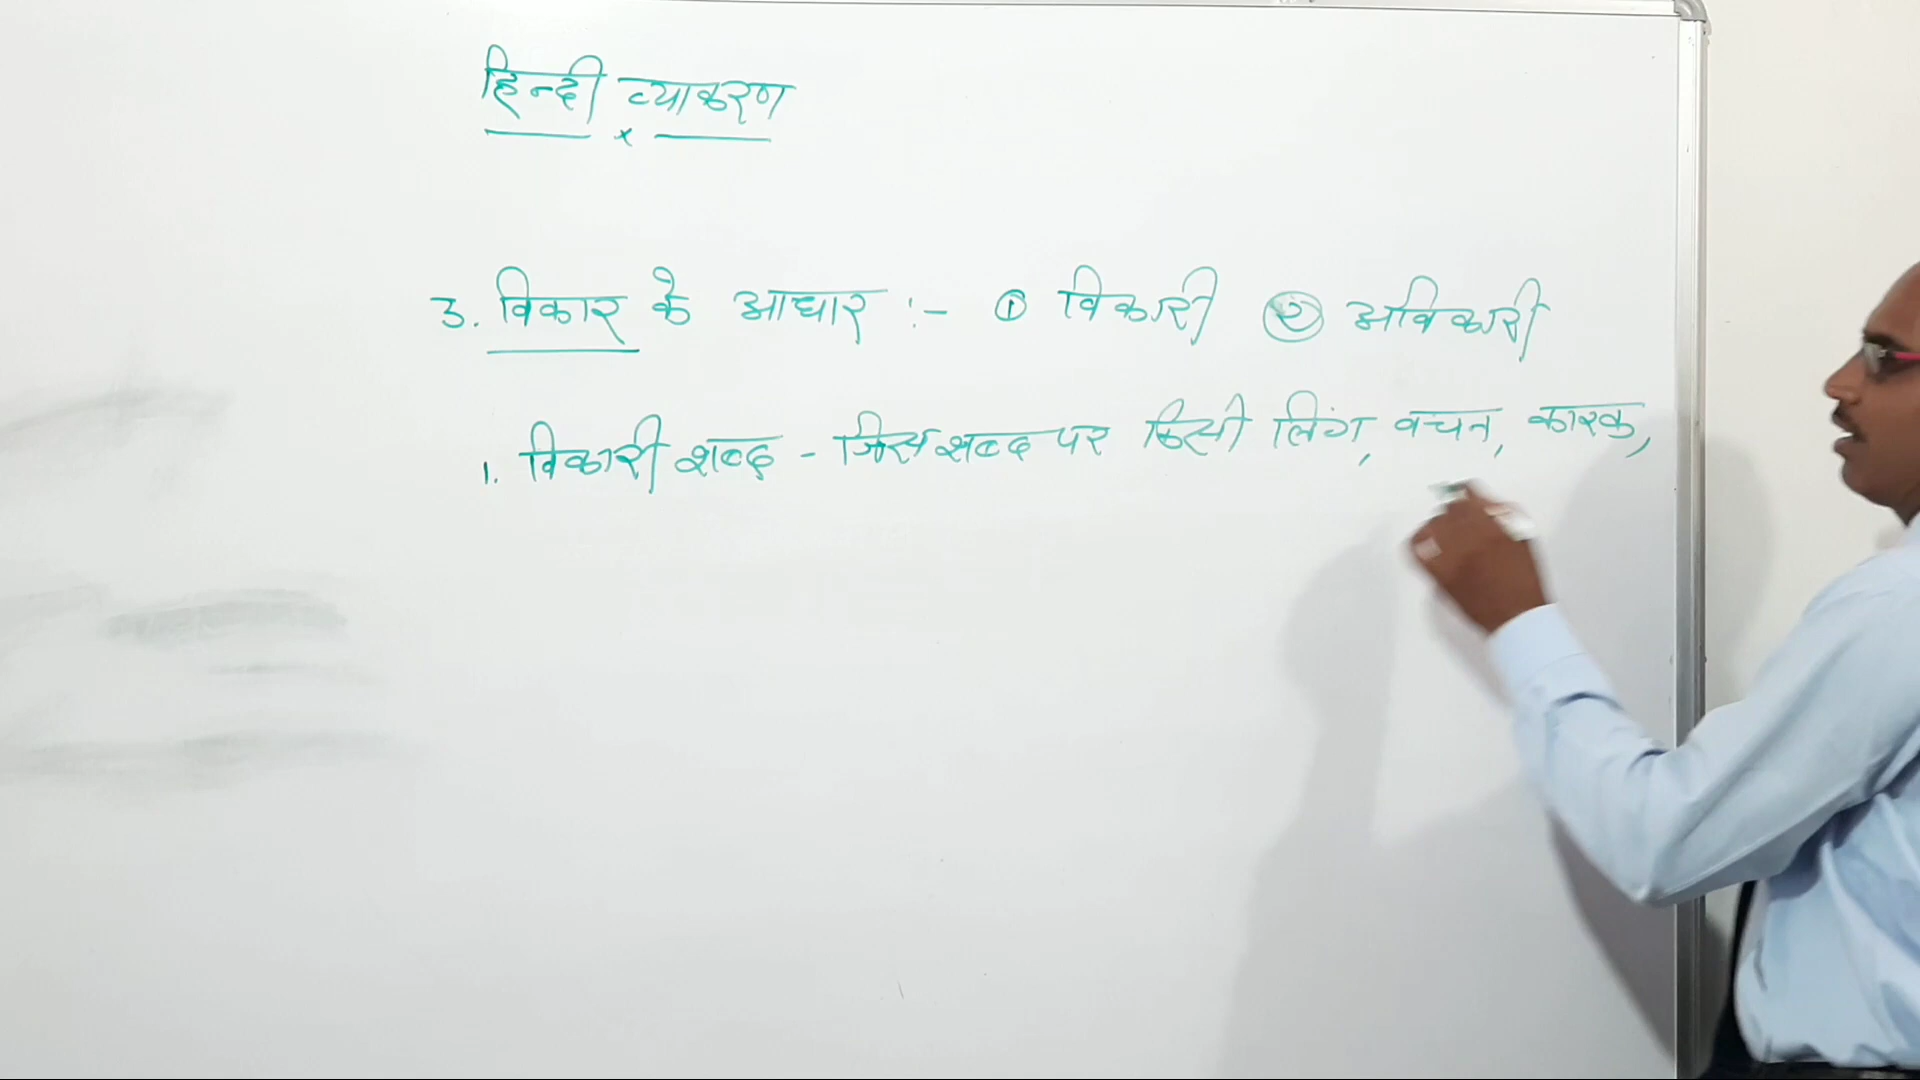 हिन्दी व्याकरण
3. विकार के आधार :- ① विकारी ② अविकारी
1. विकारी शब्द - जिस शब्द पर किसी लिंग, वचन, कारक,